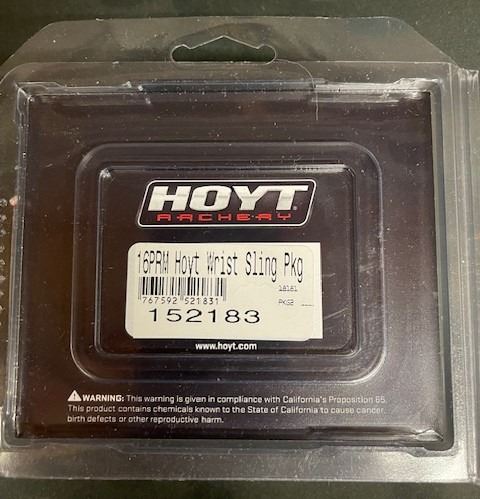 HOYT
ARCHERY
16PRM Hoyt Wrist Sling Pkg
18181
767592 521831
PKGB
152183
www.hoyt.com
WARNING: This warning is given in compliance with California's Proposition 65.
This product contains chemicals known to the State of California to cause cancer,
birth defects or other reproductive harm.